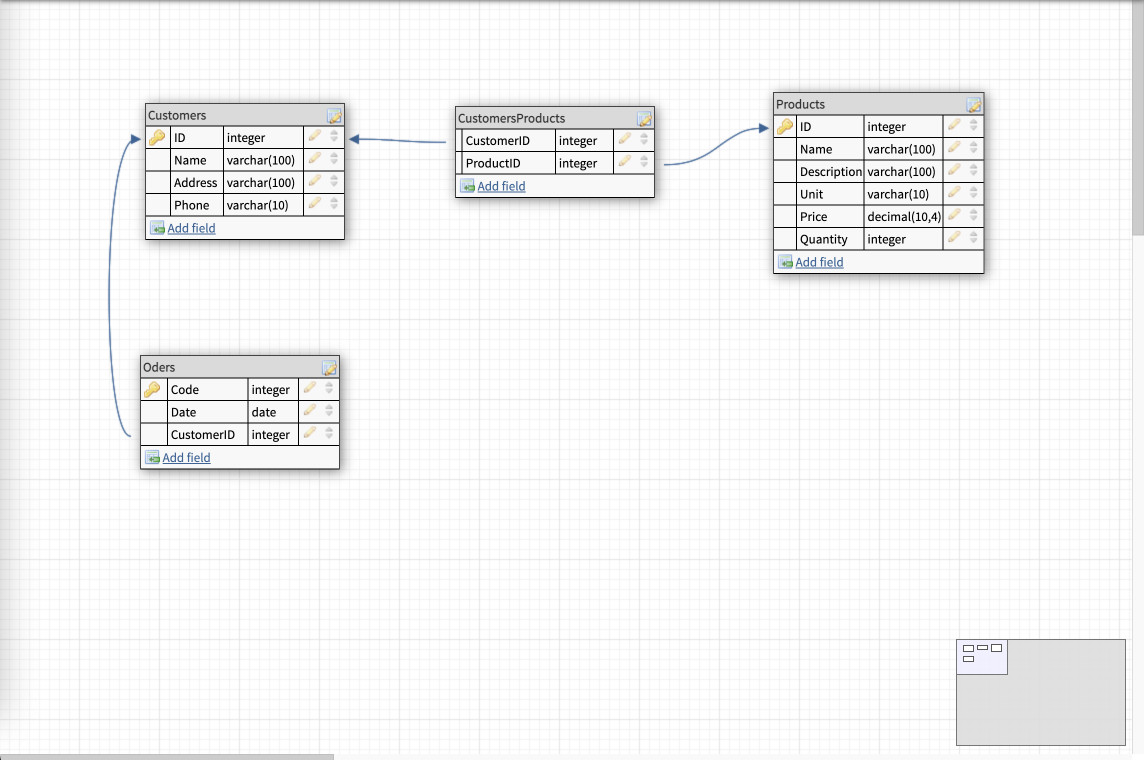 Customers
ID integer
Name varchar(100)
Address varchar(100)
Phone varchar(10)
Add field
CustomersProducts
CustomerID integer
ProductID integer
Add field
Products
ID integer
Name varchar(100)
Description varchar(100)
Unit varchar(10)
Price decimal(10,4)
Quantity integer
Add field
Oders
Code integer
Date date
CustomerID integer
Add field